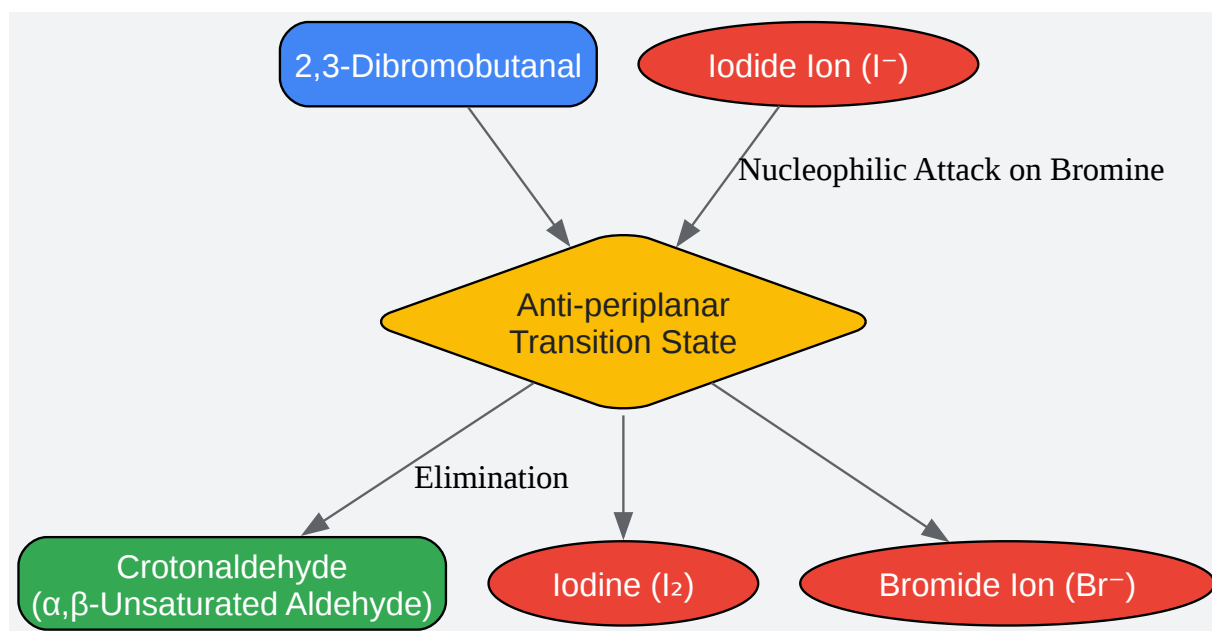 2,3-Dibromobutanal
Iodide Ion (I⁻)
Nucleophilic Attack on Bromine
Anti-periplanar
Transition State
Elimination
Crotonaldehyde
(α,β-Unsaturated Aldehyde)
Iodine (I₂)
Bromide Ion (Br⁻)